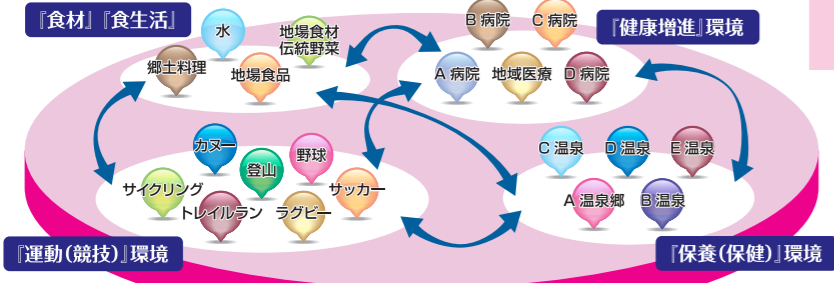 『食材』『食生活』
水
地場食材
伝統野菜
郷土料理
地場食品
B 病院
C 病院
『健康増進』環境
A 病院
地域医療
D 病院
カヌー
登山
野球
サイクリング
トレイルラン
ラグビー
サッカー
『運動(競技)』環境
C 温泉
D 温泉
E 温泉
A 温泉郷
B 温泉
『保養(保健)』環境